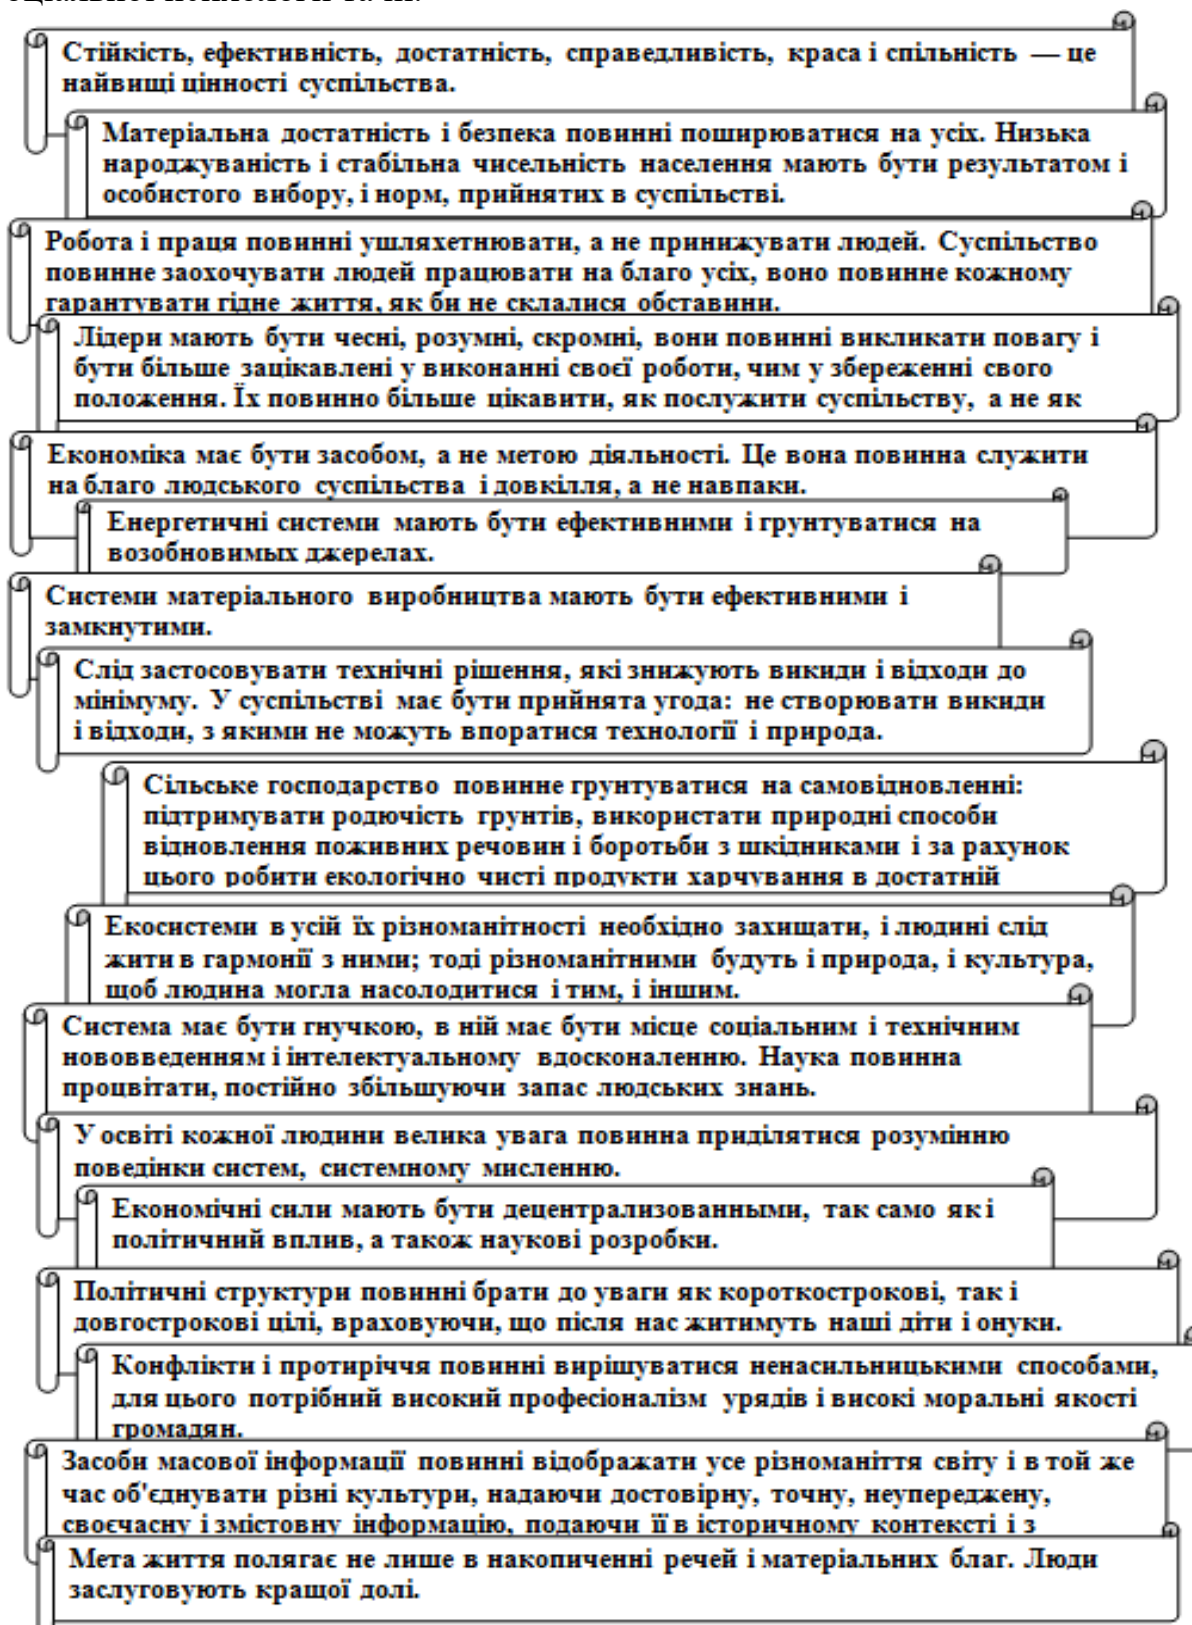 Стійкість, ефективність, достатність, справедливість, краса і спільність — це
найвищі цінності суспільства.
Матеріальна достатність і безпека повинні поширюватися на усіх. Низька
народжуваність і стабільна чисельність населення мають бути результатом і
особистого вибору, і норм, прийнятих в суспільстві.
Робота і праця повинні ушляхетнювати, а не принижувати людей. Суспільство
повинне заохочувати людей працювати на благо усіх, воно повинне кожному
гарантувати гідне життя, як би не склалися обставини.
Лідери мають бути чесні, розумні, скромні, вони повинні викликати повагу і
бути більше зацікавлені у виконанні своєї роботи, чим у збереженні свого
положення. Їх повинно більше цікавити, як послужити суспільству, а не як
Економіка має бути засобом, а не метою діяльності. Це вона повинна служити
на благо людського суспільства і довкілля, а не навпаки.
Енергетичні системи мають бути ефективними і грунтуватися на
возобновимых джерелах.
Системи матеріального виробництва мають бути ефективними і
замкнутими.
Слід застосовувати технічні рішення, які знижують викиди і відходи до
мінімуму. У суспільстві має бути прийнята угода: не створювати викиди
і відходи, з якими не можуть впоратися технології і природа.
Сільське господарство повинне грунтуватися на самовідновленні:
підтримувати родючість грунтів, використати природні способи
відновлення поживних речовин і боротьби з шкідниками і за рахунок
цього робити екологічно чисті продукти харчування в достатній
Екосистеми в усій їх різноманітності необхідно захищати, і людині слід
жити в гармонії з ними; тоді різноманітними будуть і природа, і культура,
щоб людина могла насолодитися і тим, і іншим.
Система має бути гнучкою, в ній має бути місце соціальним і технічним
нововведенням і інтелектуальному вдосконаленню. Наука повинна
процвітати, постійно збільшуючи запас людських знань.
У освіті кожної людини велика увага повинна приділятися розумінню
поведінки систем, системному мисленню.
Економічні сили мають бути децентрализованными, так само як і
політичний вплив, а також наукові розробки.
Політичні структури повинні брати до уваги як короткострокові, так і
довгострокові цілі, враховуючи, що після нас житимуть наші діти і онуки.
Конфлікти і протиріччя повинні вирішуватися ненасильницькими способами,
для цього потрібний високий професіоналізм урядів і високі моральні якості
громадян.
Засоби масової інформації повинні відображати усе різноманіття світу і в той же
час об'єднувати різні культури, надаючи достовірну, точну, неупереджену,
своєчасну і змістовну інформацію, подаючи її в історичному контексті і з
Мета життя полягає не лише в накопиченні речей і матеріальних благ. Люди
заслуговують кращої долі.